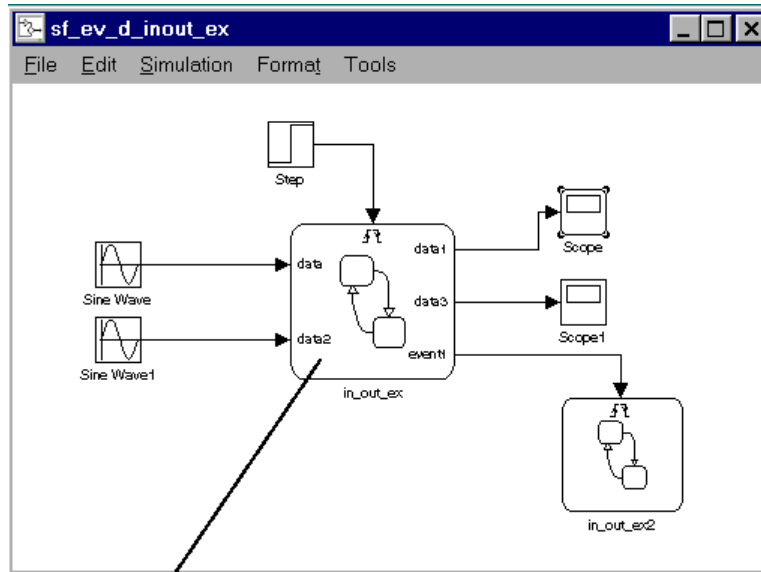 sf_ev_d_inout_ex
File Edit Simulation Format Tools
Step
data
data1
Scope
Sine Wave
data3
data2
Scope1
Sine Wave1
event1
in_out_ex
in_out_ex2